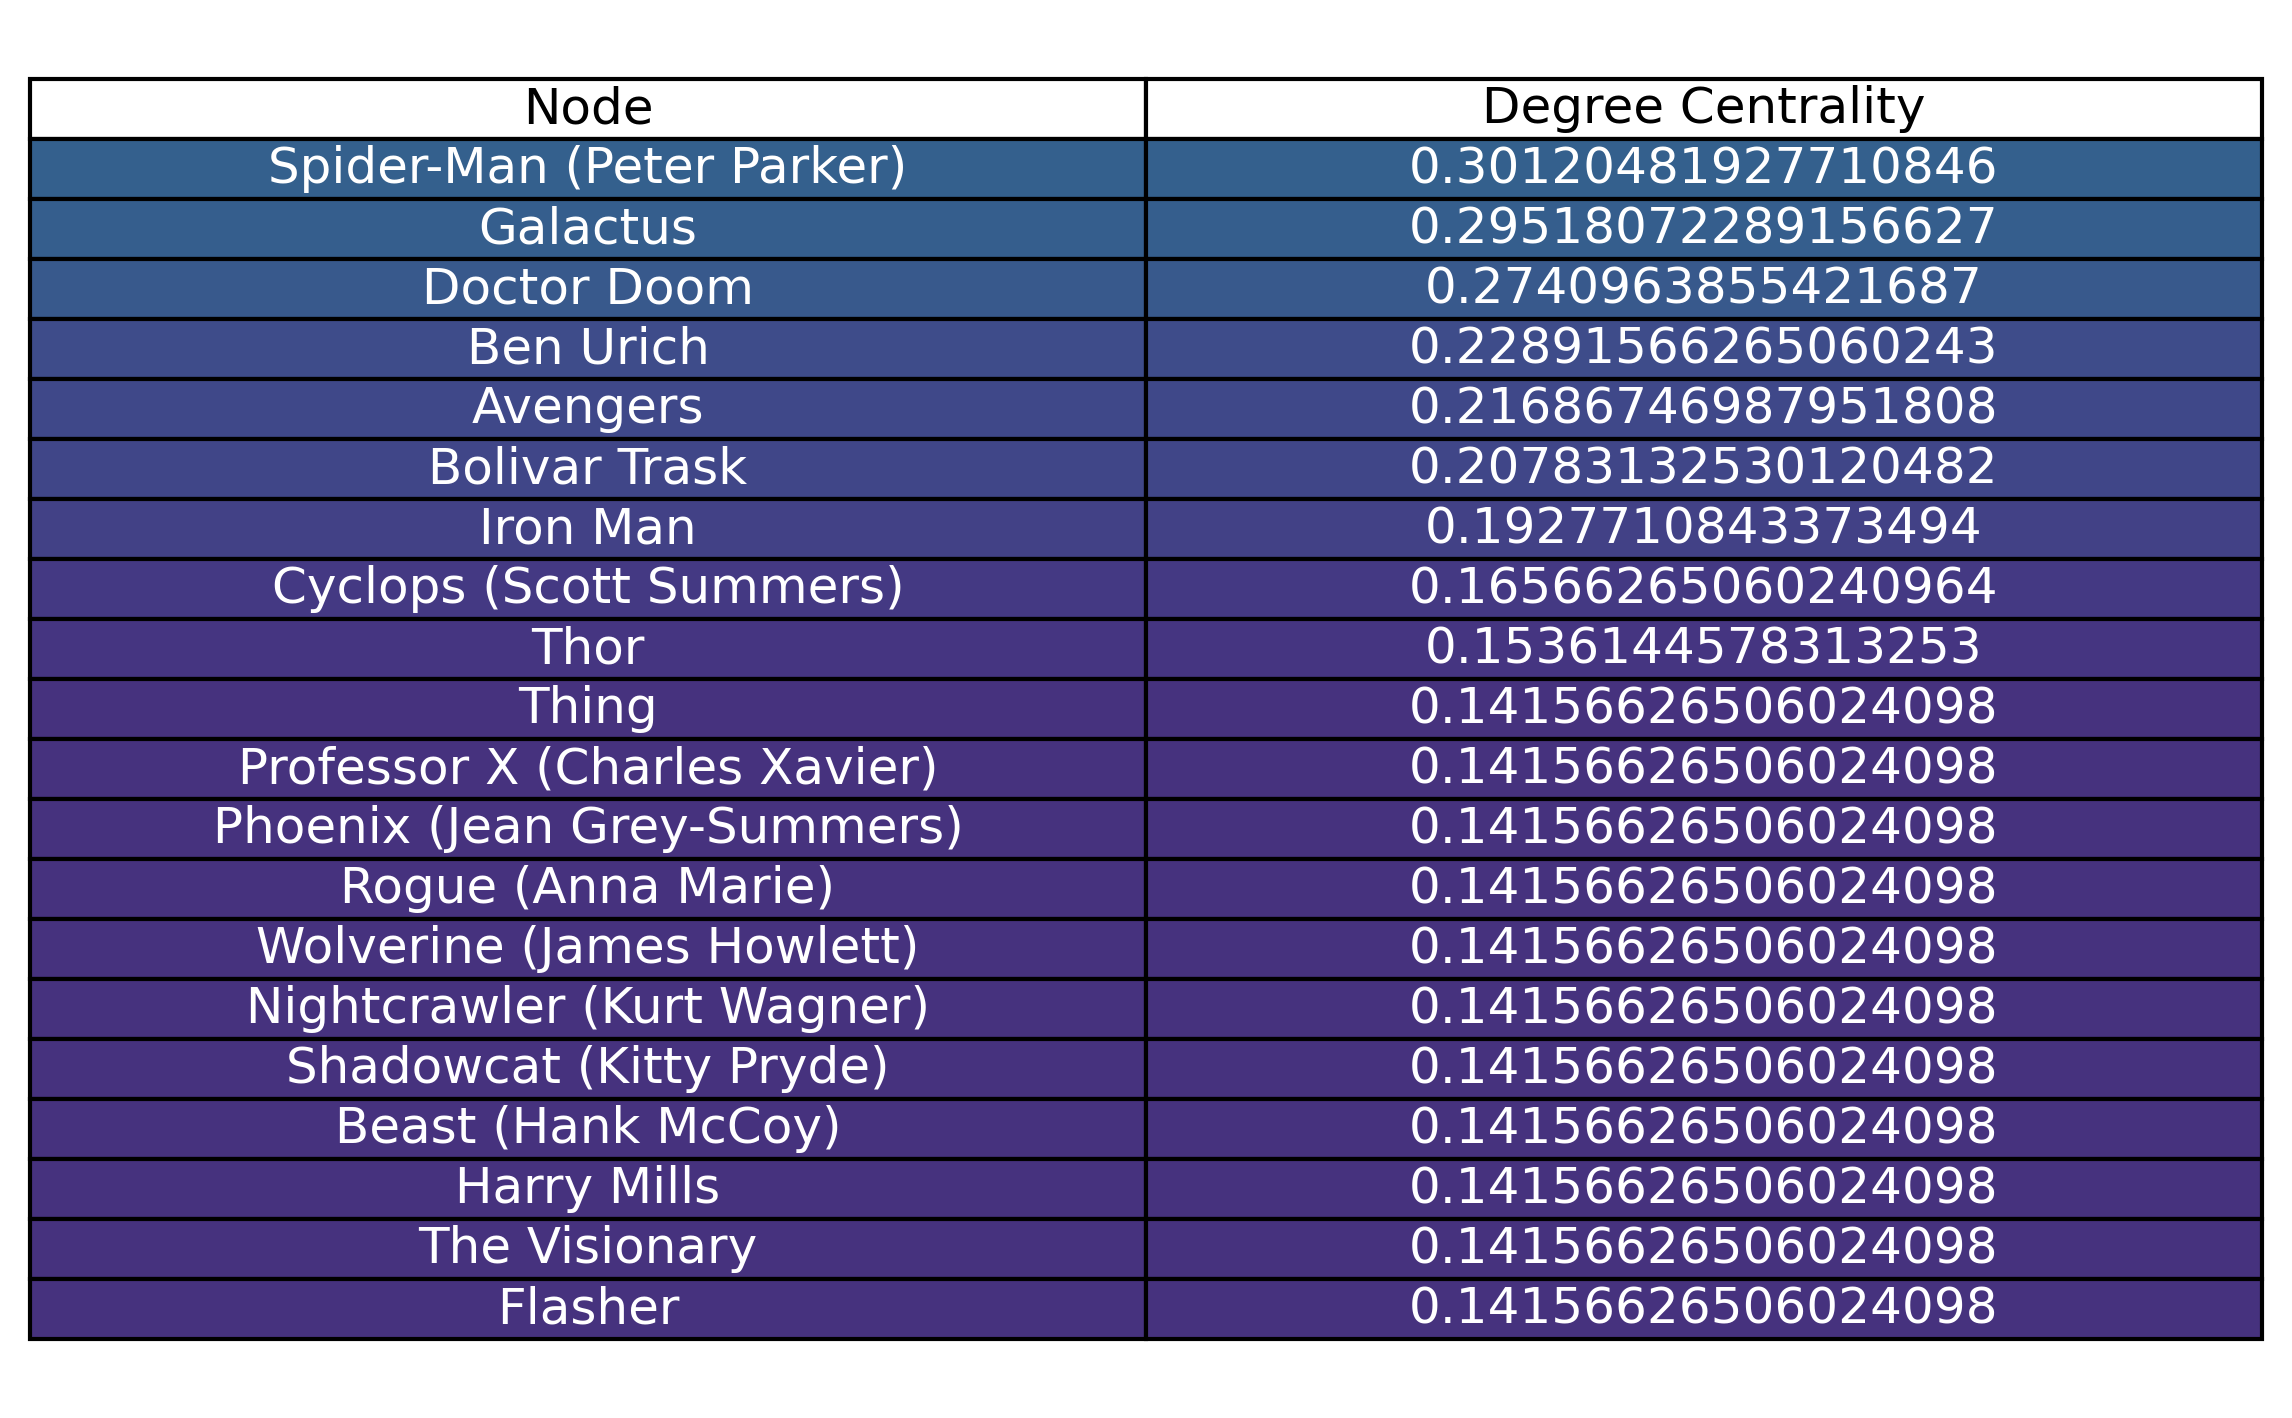 Node Degree Centrality
Spider-Man (Peter Parker) 0.30120481927710846
Galactus 0.29518072289156627
Doctor Doom 0.2740963855421687
Ben Urich 0.22891566265060243
Avengers 0.21686746987951808
Bolivar Trask 0.20783132530120482
Iron Man 0.1927710843373494
Cyclops (Scott Summers) 0.16566265060240964
Thor 0.1536144578313253
Thing 0.14156626506024098
Professor X (Charles Xavier) 0.14156626506024098
Phoenix (Jean Grey-Summers) 0.14156626506024098
Rogue (Anna Marie) 0.14156626506024098
Wolverine (James Howlett) 0.14156626506024098
Nightcrawler (Kurt Wagner) 0.14156626506024098
Shadowcat (Kitty Pryde) 0.14156626506024098
Beast (Hank McCoy) 0.14156626506024098
Harry Mills 0.14156626506024098
The Visionary 0.14156626506024098
Flasher 0.14156626506024098